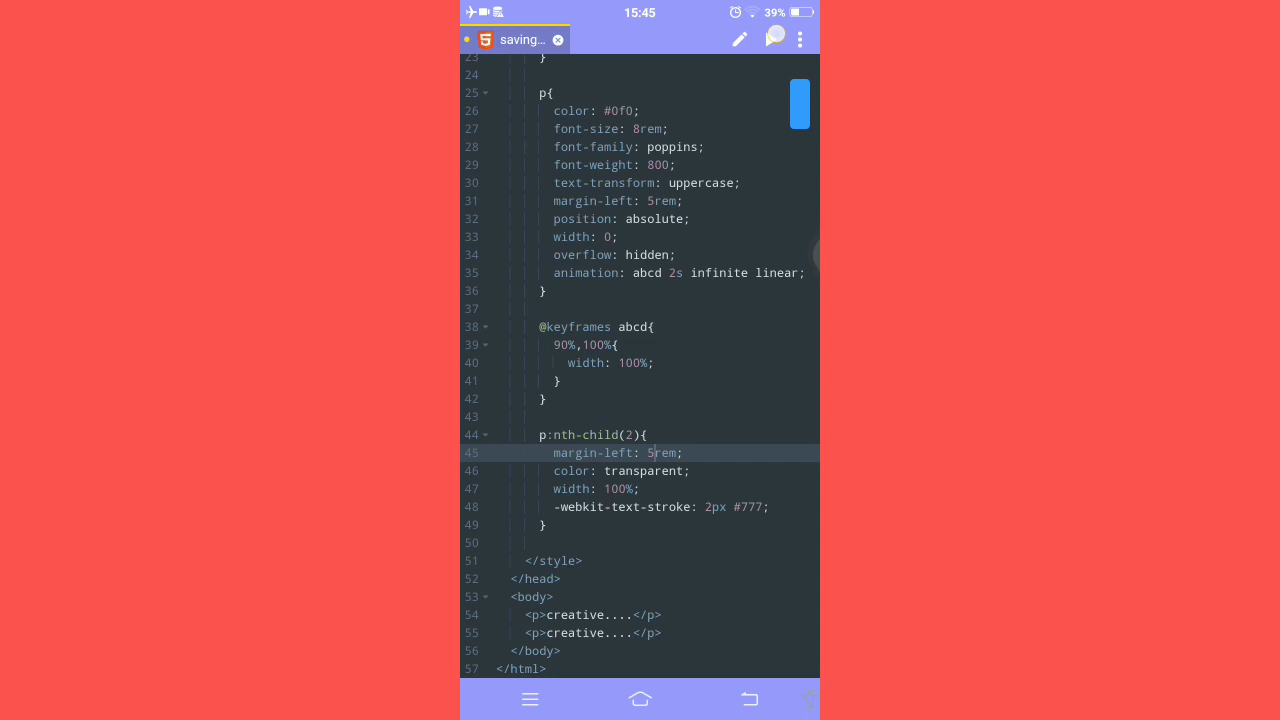 15:45
39%
saving...
23 }
24
25 p{
26 color: #0f0;
27 font-size: 8rem;
28 font-family: poppins;
29 font-weight: 800;
30 text-transform: uppercase;
31 margin-left: 5rem;
32 position: absolute;
33 width: 0;
34 overflow: hidden;
35 animation: abcd 2s infinite linear;
36 }
37
38 @keyframes abcd{
39 90%,100%{
40 width: 100%;
41 }
42 }
43
44 p:nth-child(2){
45 margin-left: 5rem;
46 color: transparent;
47 width: 100%;
48 -webkit-text-stroke: 2px #777;
49 }
50
51 </style>
52 </head>
53 <body>
54 <p>creative....</p>
55 <p>creative....</p>
56 </body>
57 </html>